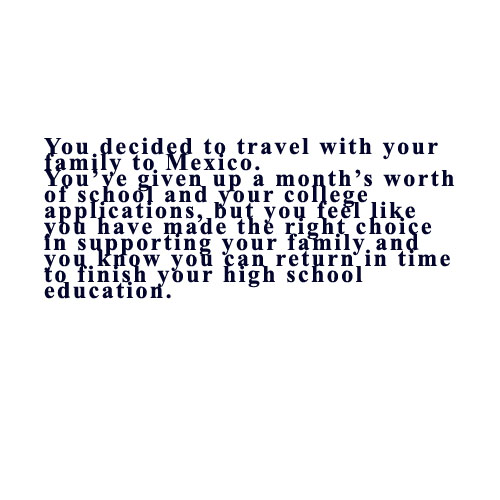 You decided to travel with your
family to Mexico.
You’ve given up a month’s worth
of school and your college
applications, but you feel like
you have made the right choice
in supporting your family and
you know you can return in time
to finish your high school
education.